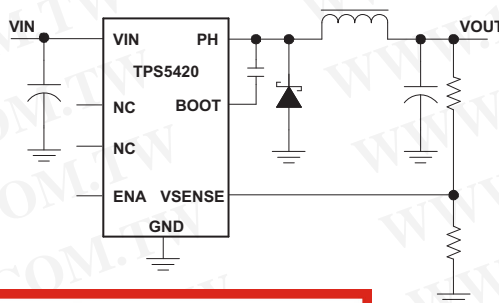 VIN
VIN PH
VOUT
TPS5420
NC BOOT
NC
ENA VSENSE
GND